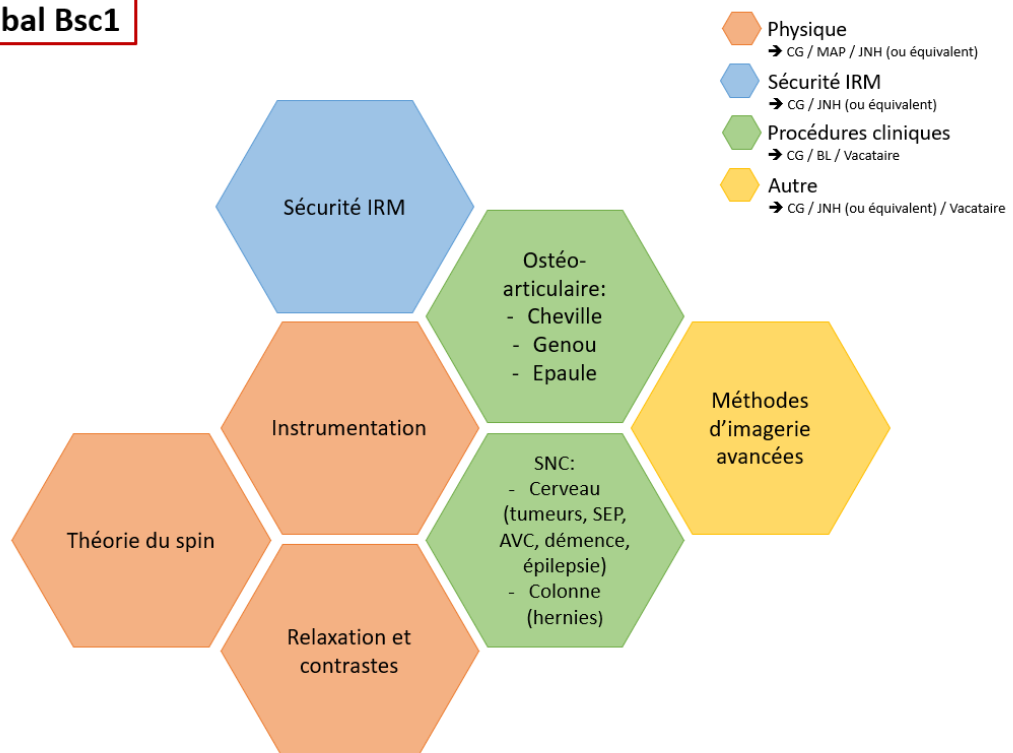 bal Bsc1
Physique
➔ CG / MAP / JNH (ou équivalent)
Sécurité IRM
➔ CG / JNH (ou équivalent)
Procédures cliniques
➔ CG / BL / Vacataire
Autre
➔ CG / JNH (ou équivalent) / Vacataire
Sécurité IRM
Ostéo-
articulaire:
- Cheville
- Genou
- Epaule
Instrumentation
Méthodes
d’imagerie
avancées
SNC:
- Cerveau
(tumeurs, SEP,
AVC, démence,
épilepsie)
- Colonne
(hernies)
Théorie du spin
Relaxation et
contrastes